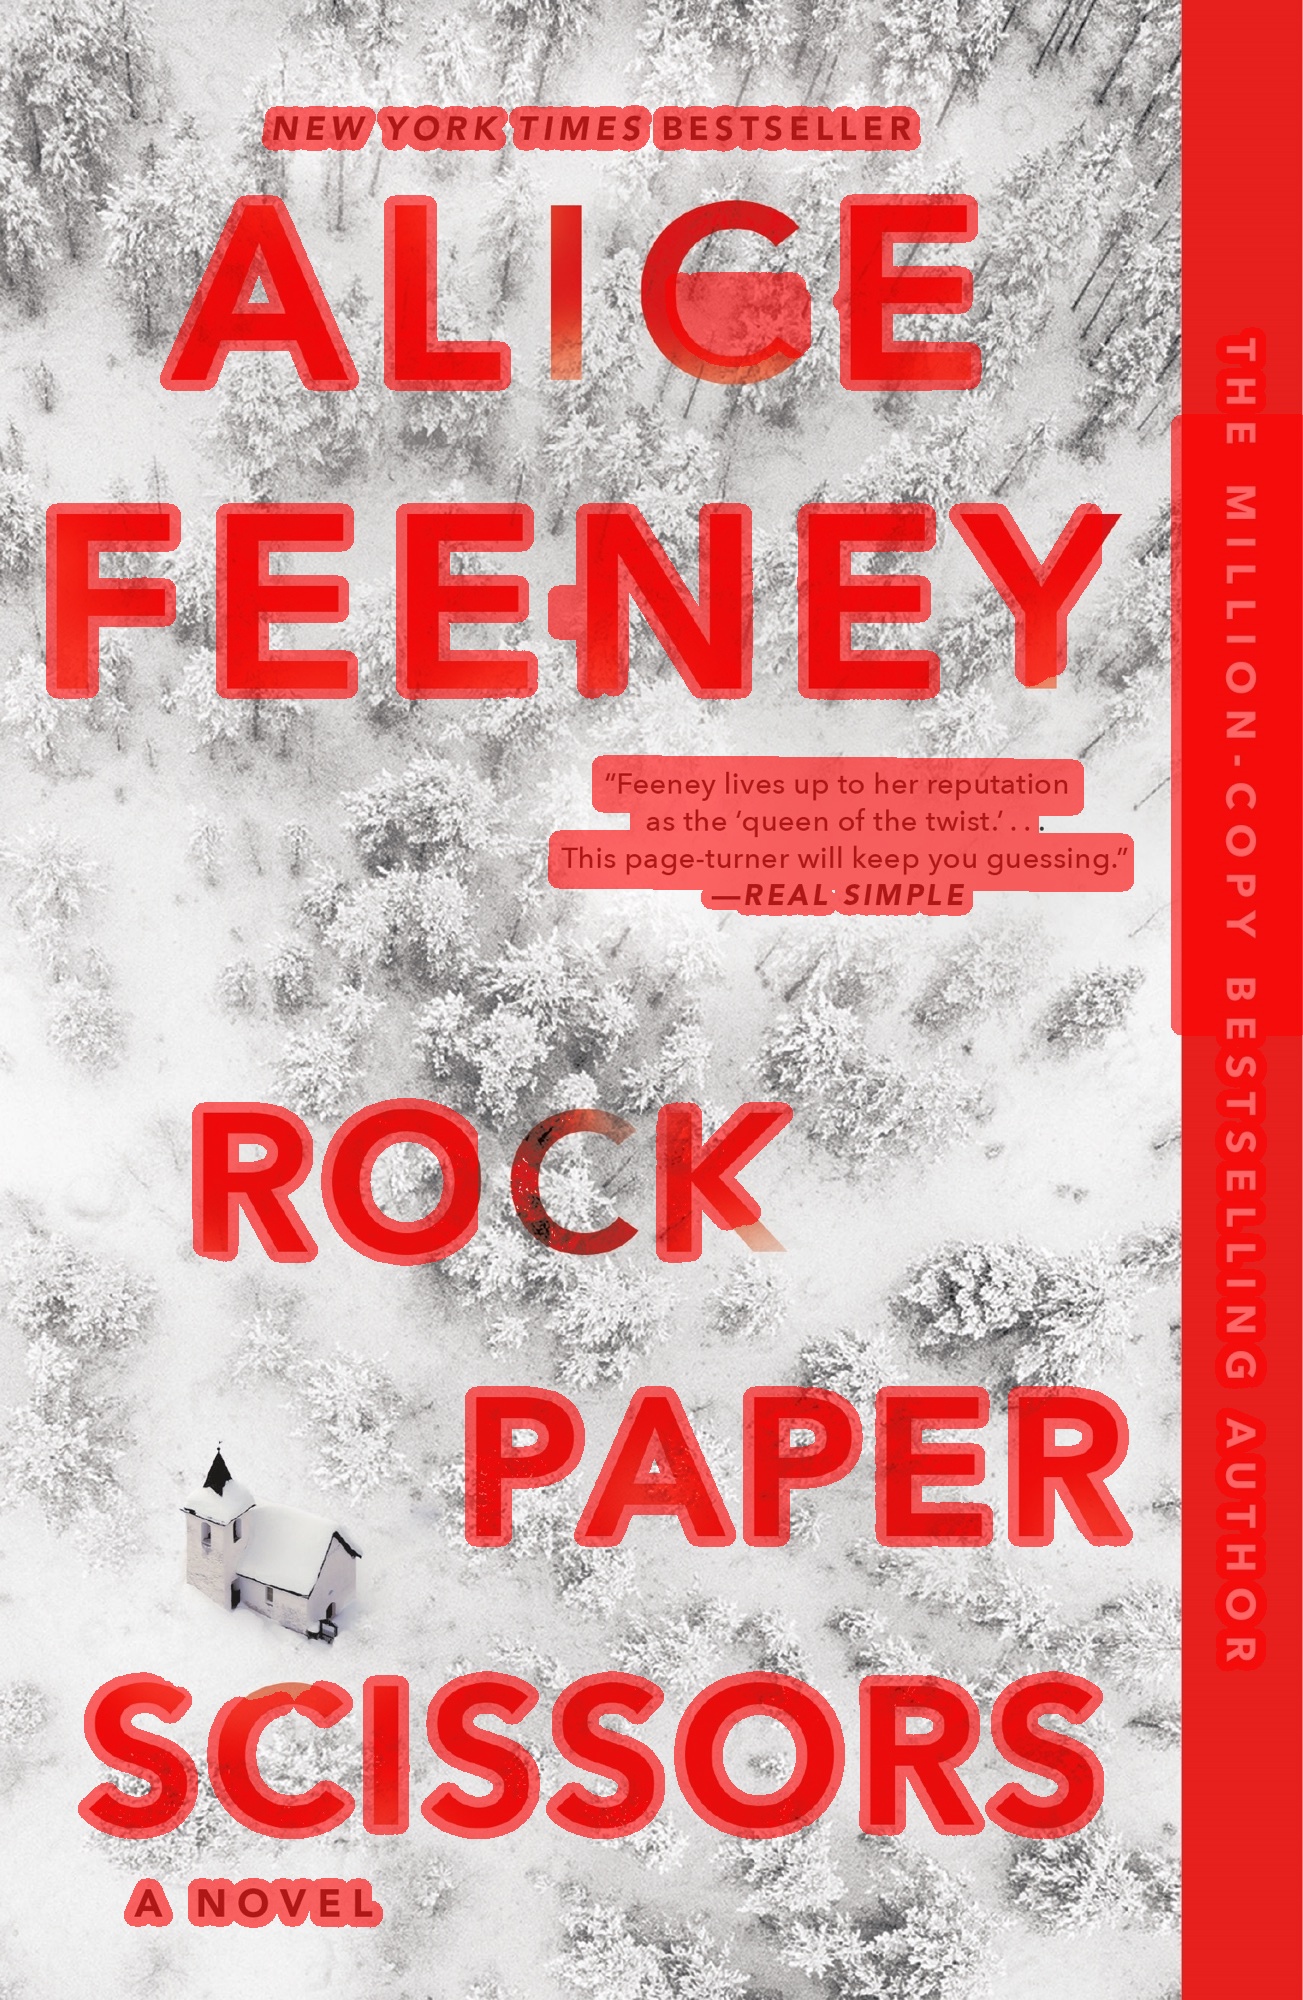 NEW YORK TIMES BESTSELLER
ALICE
FEENEY
“Feeney lives up to her reputation
as the ‘queen of the twist.’ . . .
This page-turner will keep you guessing.”
—REAL SIMPLE
ROCK
PAPER
SCISSORS
A NOVEL
THE MILLION-COPY BESTSELLING AUTHOR